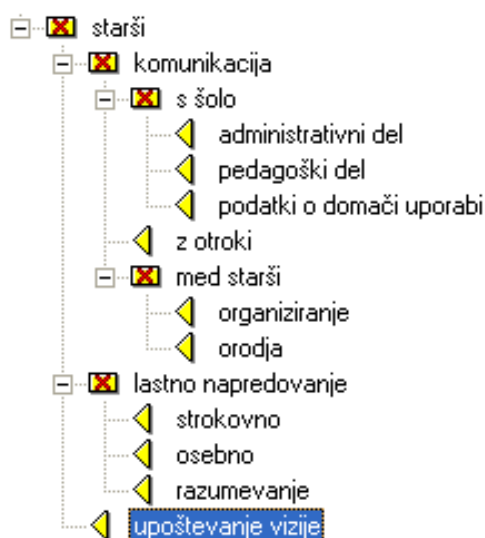 starši
komunikacija
s šolo
administrativni del
pedagoški del
podatki o domači uporabi
z otroki
med starši
organiziranje
orodja
lastno napredovanje
strokovno
osebno
razumevanje
upoštevanje vizije